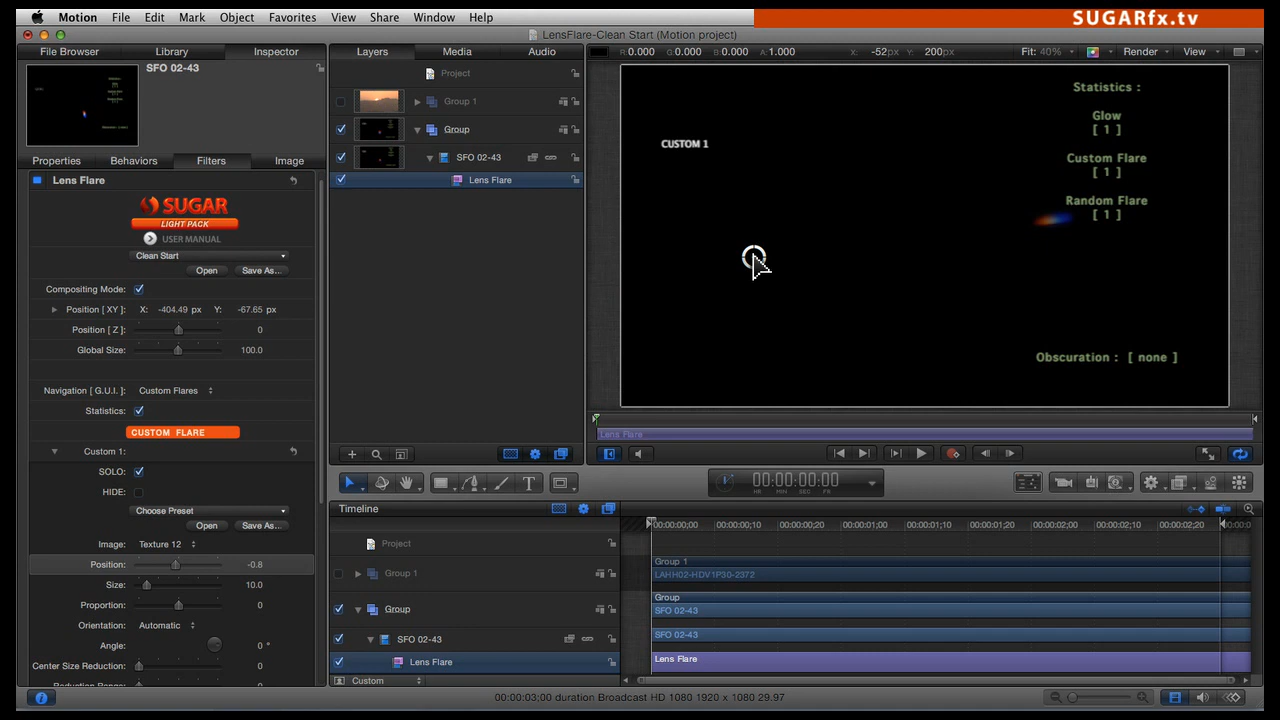 SUGARfx.tv
Motion File Edit Mark Object Favorites View Share Window Help
LensFlare-Clean Start (Motion project)
File Browser Library Inspector
Layers Media Audio
R: 0.000 G: 0.000 B: 0.000 A: 1.000 X: -52px Y: 200px Fit: 40% Render View
SFO 02-43
Properties Behaviors Filters Image
Lens Flare
SUGAR
LIGHT PACK
USER MANUAL
Clean Start
Open Save As...
Compositing Mode:
Position [ XY ]: X: -404.49 px Y: -67.65 px
Position [ Z ]: 0
Global Size: 100.0
Navigation [ G.U.I. ]: Custom Flares
Statistics:
CUSTOM FLARE
Custom 1:
SOLO:
HIDE:
Choose Preset
Open Save As...
Image: Texture 12
Position: -0.8
Size: 10.0
Proportion: 0
Orientation: Automatic
Angle: 0 °
Center Size Reduction: 0
Project
Group 1
Group
SFO 02-43
Lens Flare
CUSTOM 1
Statistics :
Glow
[ 1 ]
Custom Flare
[ 1 ]
Random Flare
[ 1 ]
Obscuration : [ none ]
Lens Flare
00:00:00:00
HR MIN SEC FR
Timeline
00:00:00;00 00:00:00;10 00:00:00;20 00:00:01;00 00:00:01;10 00:00:01;20 00:00:02;00 00:00:02;10 00:00:02;20
Project
Group 1
Group 1
LAHH02-HDV1P30-2372
Group
Group
SFO 02-43
SFO 02-43
SFO 02-43
Lens Flare
Lens Flare
Custom
00:00:03;00 duration Broadcast HD 1080 1920 x 1080 29.97